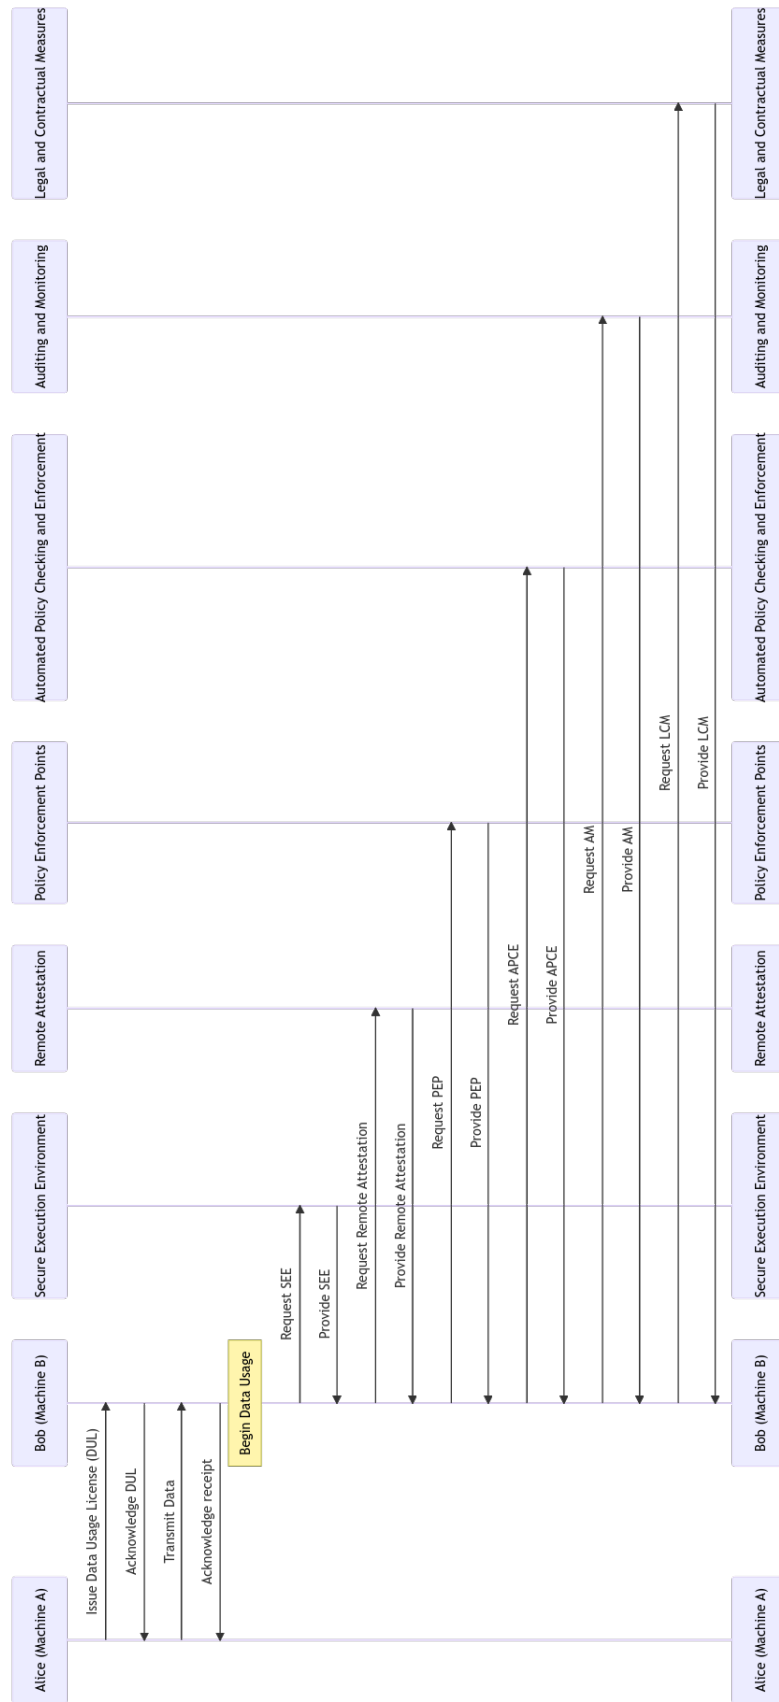 Alice (Machine A)
Bob (Machine B)
Secure Execution Environment
Remote Attestation
Policy Enforcement Points
Automated Policy Checking and Enforcement
Auditing and Monitoring
Legal and Contractual Measures
Issue Data Usage License (DUL)
Acknowledge DUL
Transmit Data
Acknowledge receipt
Begin Data Usage
Request SEE
Provide SEE
Request Remote Attestation
Provide Remote Attestation
Request PEP
Provide PEP
Request APCE
Provide APCE
Request AM
Provide AM
Request LCM
Provide LCM
Alice (Machine A)
Bob (Machine B)
Secure Execution Environment
Remote Attestation
Policy Enforcement Points
Automated Policy Checking and Enforcement
Auditing and Monitoring
Legal and Contractual Measures